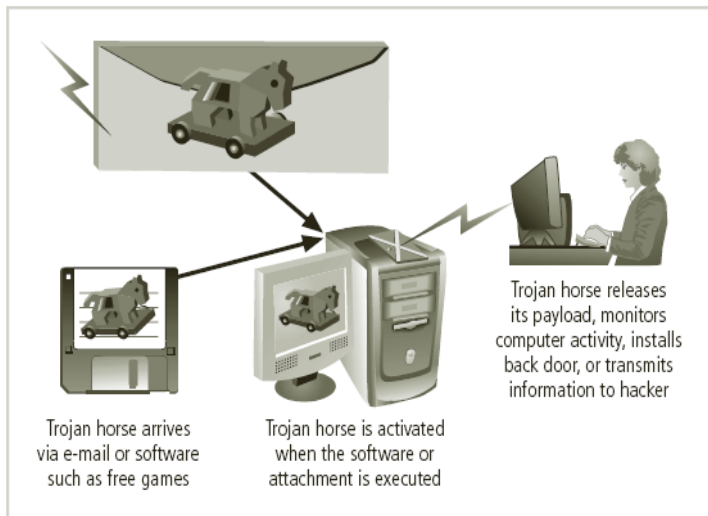 Trojan horse arrives
via e-mail or software
such as free games
Trojan horse is activated
when the software or
attachment is executed
Trojan horse releases
its payload, monitors
computer activity, installs
back door, or transmits
information to hacker